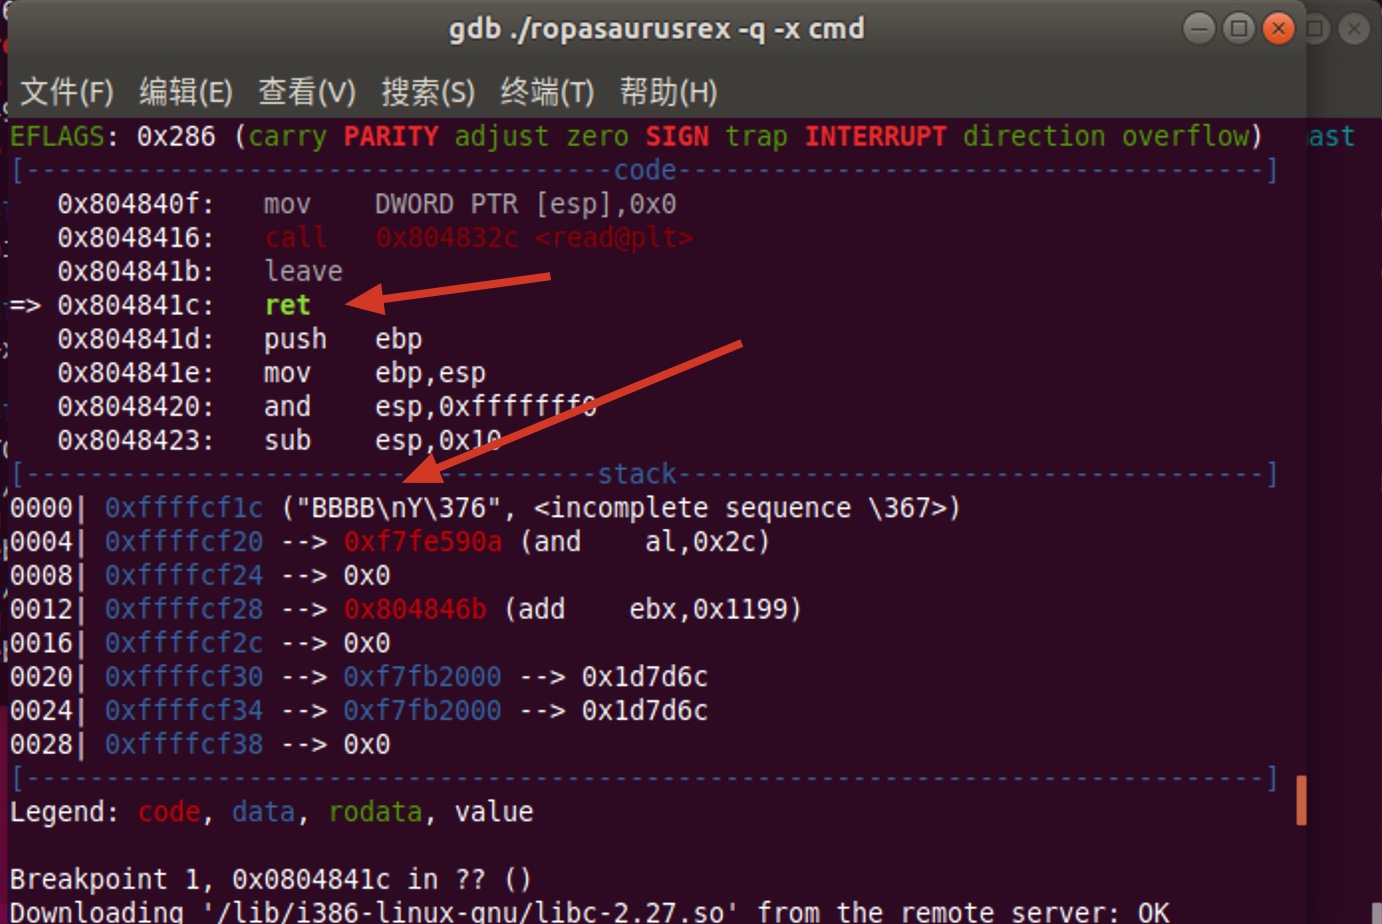 gdb ./ropasaurusrex -q -x cmd
文件(F) 编辑(E) 查看(V) 搜索(S) 终端(T) 帮助(H)
EFLAGS: 0x286 (carry PARITY adjust zero SIGN trap INTERRUPT direction overflow) ast
[-------------------------------------code-------------------------------------]
0x804840f: mov DWORD PTR [esp],0x0
0x8048416: call 0x804832c <read@plt>
0x804841b: leave
=> 0x804841c: ret
0x804841d: push ebp
0x804841e: mov ebp,esp
0x8048420: and esp,0xfffffff0
0x8048423: sub esp,0x10
[------------------------------------stack-------------------------------------]
0000| 0xffffcf1c ("BBBB\nY\376", <incomplete sequence \367>)
0004| 0xffffcf20 --> 0xf7fe590a (and al,0x2c)
0008| 0xffffcf24 --> 0x0
0012| 0xffffcf28 --> 0x804846b (add ebx,0x1199)
0016| 0xffffcf2c --> 0x0
0020| 0xffffcf30 --> 0xf7fb2000 --> 0x1d7d6c
0024| 0xffffcf34 --> 0xf7fb2000 --> 0x1d7d6c
0028| 0xffffcf38 --> 0x0
[------------------------------------------------------------------------------]
Legend: code, data, rodata, value
Breakpoint 1, 0x0804841c in ?? ()
Downloading '/lib/i386-linux-gnu/libc-2.27.so' from the remote server: OK